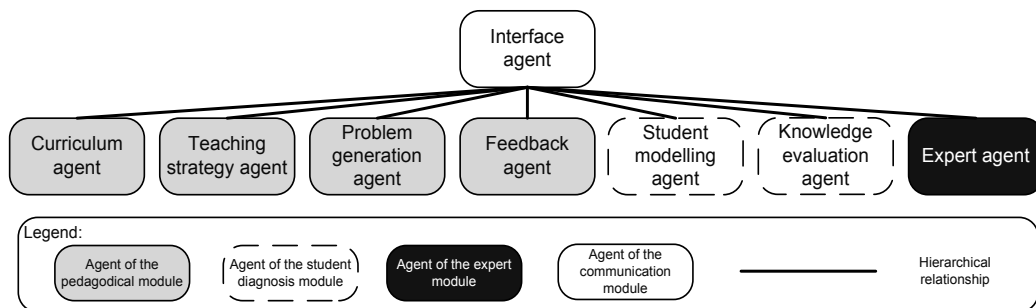 Interface
agent
Curriculum
agent
Teaching
strategy agent
Problem
generation
agent
Feedback
agent
Student
modelling
agent
Knowledge
evaluation
agent
Expert agent
Legend:
Agent of the
pedagodical module
Agent of the student
diagnosis module
Agent of the expert
module
Agent of the
communication
module
Hierarchical
relationship